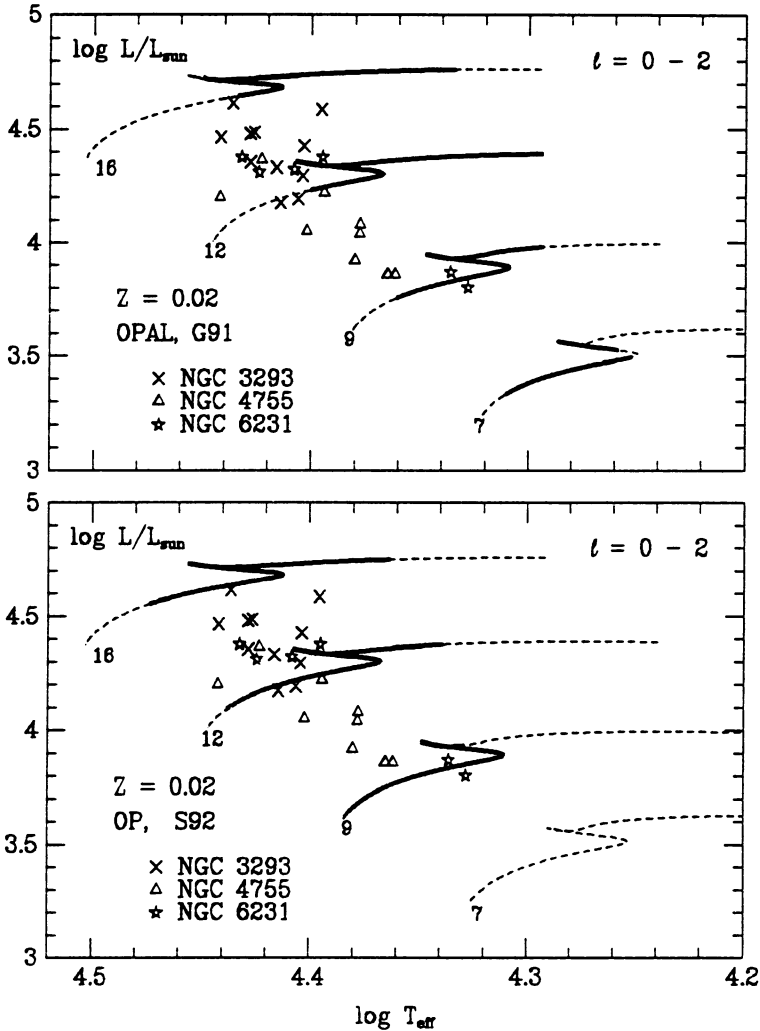 5
log L/Lsun
ℓ = 0 - 2
4.5
16
12
4
Z = 0.02
9
OPAL, G91
3.5
× NGC 3293
△ NGC 4755
7
☆ NGC 6231
3
5
log L/Lsun
ℓ = 0 - 2
4.5
16
12
4
Z = 0.02
OP, S92
9
3.5
× NGC 3293
△ NGC 4755
7
☆ NGC 6231
3
4.5 4.4 4.3 4.2
log Teff